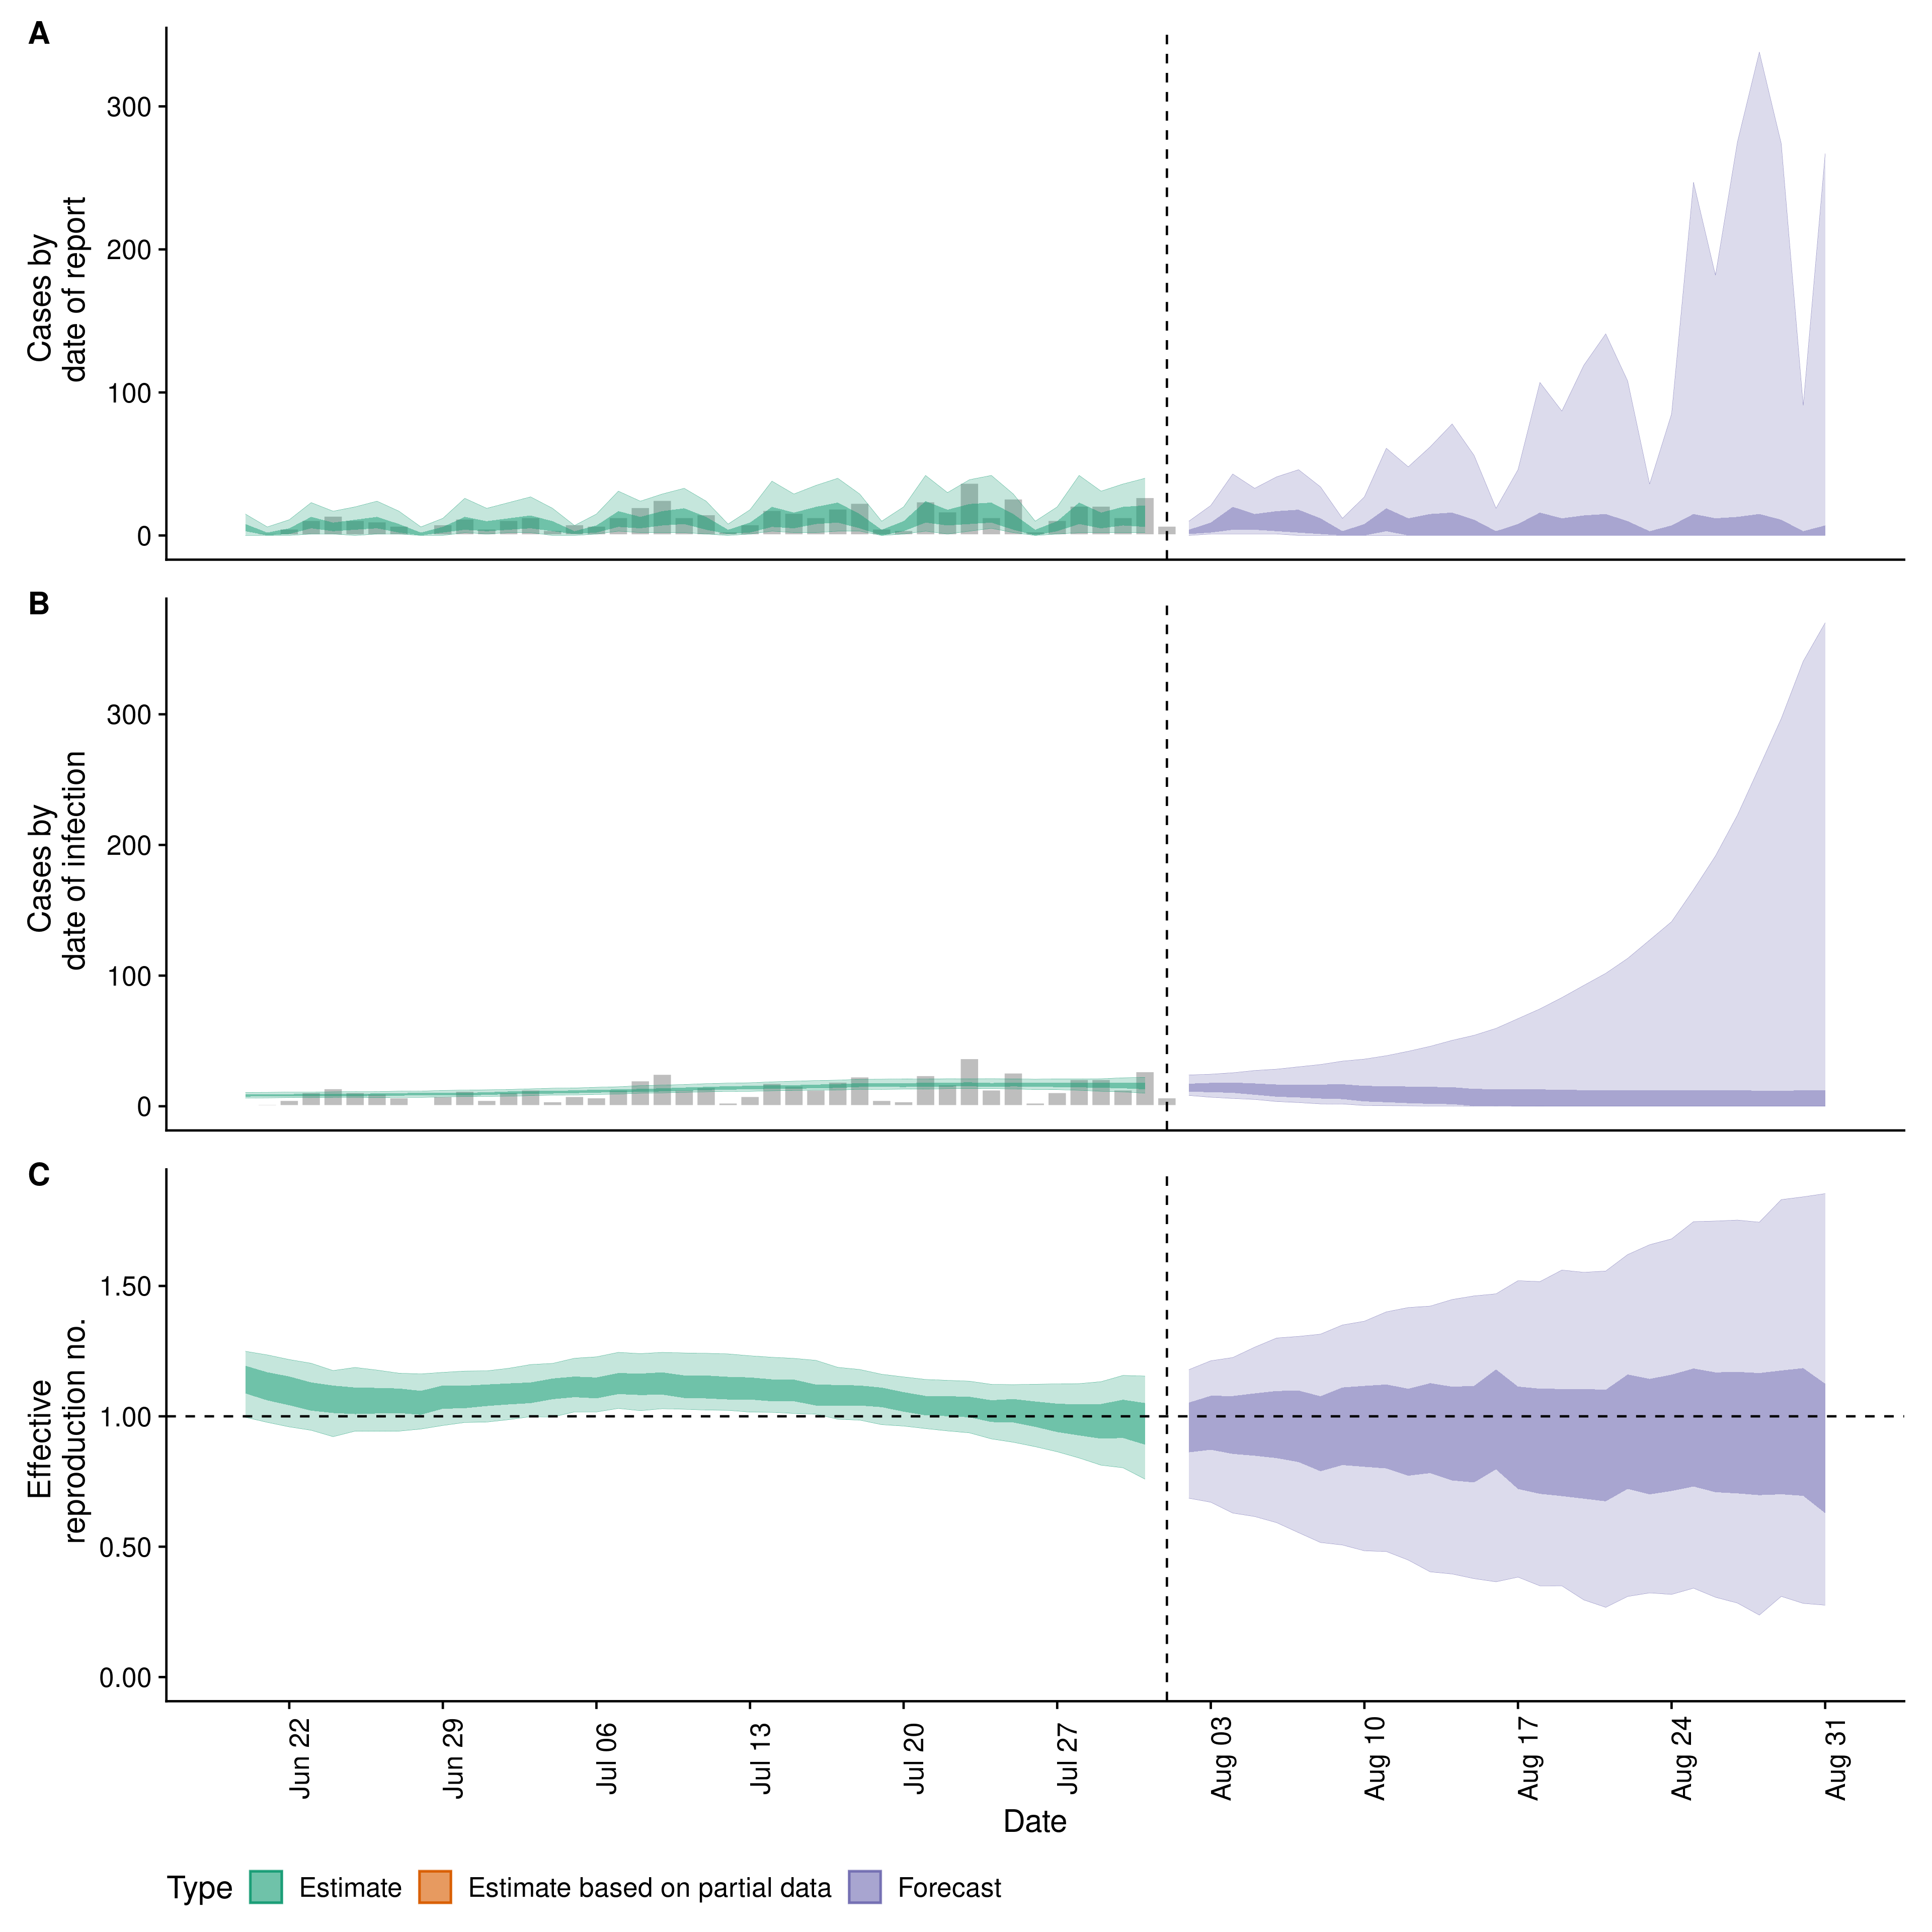 A
Cases by
date of report
300
200
100
0
B
Cases by
date of infection
300
200
100
0
C
Effective
reproduction no.
1.50
1.00
0.50
0.00
Jun 22
Jun 29
Jul 06
Jul 13
Jul 20
Jul 27
Aug 03
Aug 10
Aug 17
Aug 24
Aug 31
Date
Type Estimate Estimate based on partial data Forecast